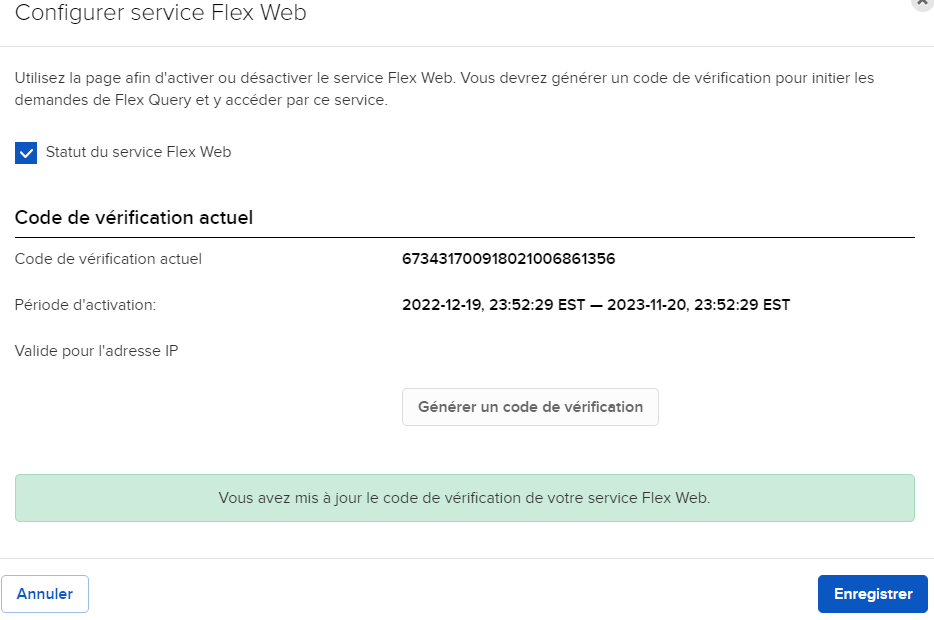 Configurer service Flex Web
Utilisez la page afin d'activer ou désactiver le service Flex Web. Vous devrez générer un code de vérification pour initier les
demandes de Flex Query et y accéder par ce service.
Statut du service Flex Web
Code de vérification actuel
Code de vérification actuel 673431700918021006861356
Période d'activation: 2022-12-19, 23:52:29 EST — 2023-11-20, 23:52:29 EST
Valide pour l'adresse IP
Générer un code de vérification
Vous avez mis à jour le code de vérification de votre service Flex Web.
Annuler Enregistrer